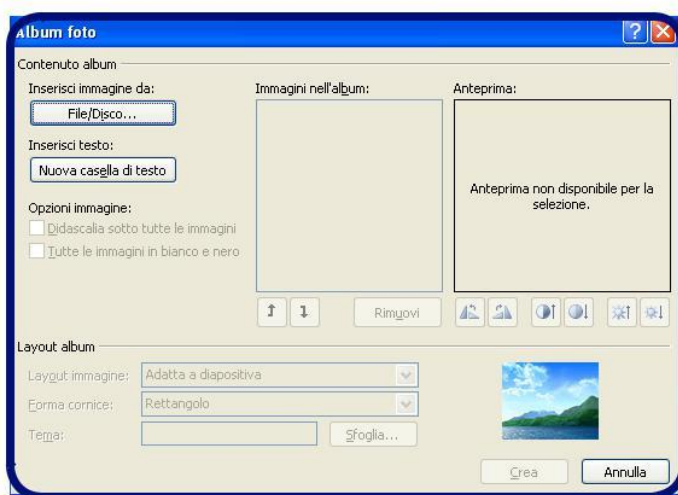 Album foto
Contenuto album
Inserisci immagine da:
File/Disco...
Inserisci testo:
Nuova casella di testo
Opzioni immagine:
Didascalia sotto tutte le immagini
Tutte le immagini in bianco e nero
Immagini nell'album:
Rimuovi
Anteprima:
Anteprima non disponibile per la
selezione.
Layout album
Layout immagine: Adatta a diapositiva
Forma cornice: Rettangolo
Tema: Sfoglia...
Crea Annulla